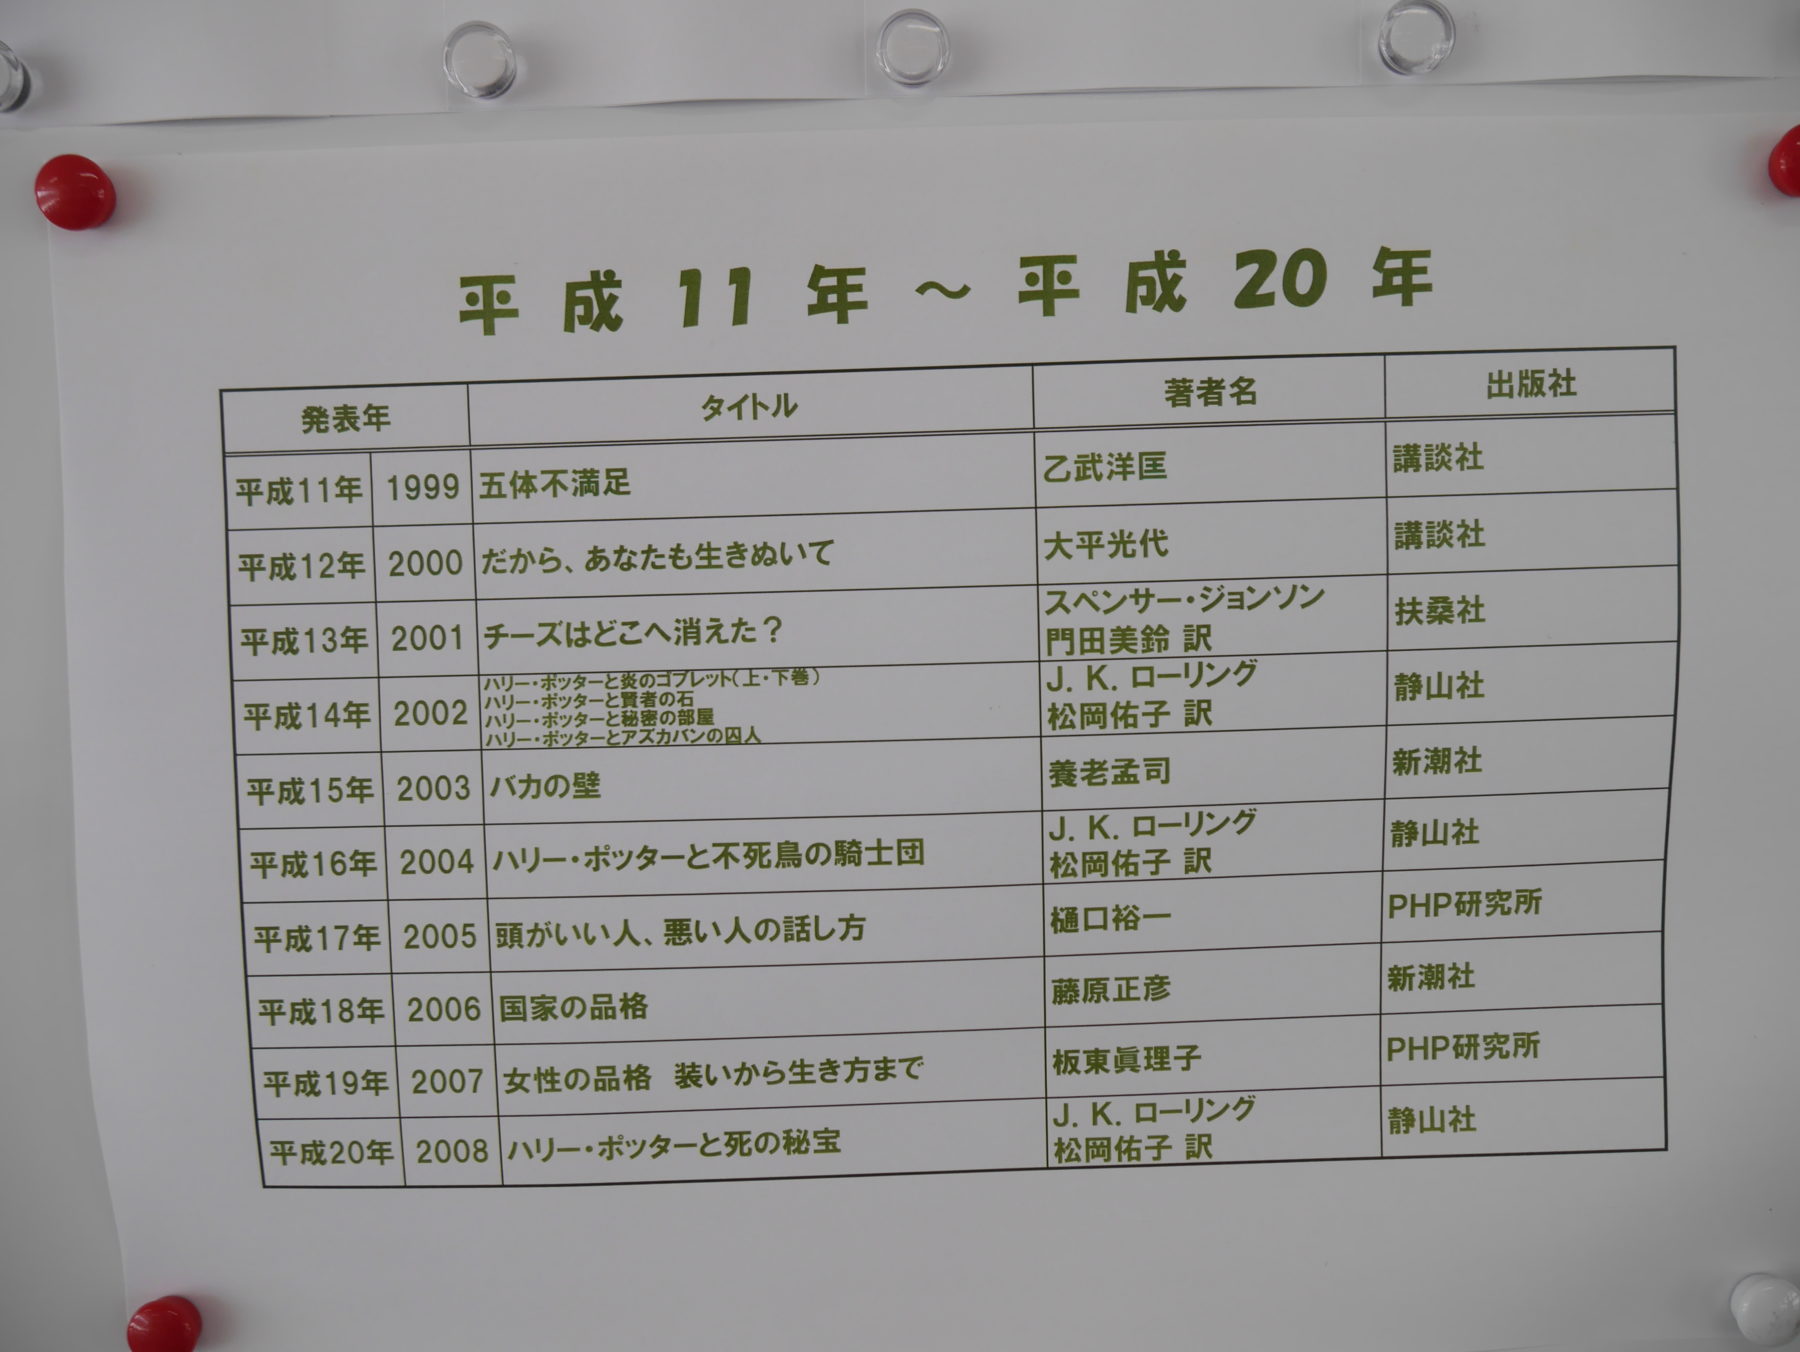 平成11年～平成20年
発表年 タイトル 著者名 出版社
平成11年 1999 五体不満足 乙武洋匡 講談社
平成12年 2000 だから、あなたも生きぬいて 大平光代 講談社
平成13年 2001 チーズはどこへ消えた？ スペンサー・ジョンソン 扶桑社
門田美鈴 訳
平成14年 2002 ハリー・ポッターと炎のゴブレット（上・下巻） J. K. ローリング 静山社
ハリー・ポッターと賢者の石
ハリー・ポッターと秘密の部屋 松岡佑子 訳
ハリー・ポッターとアズカバンの囚人
平成15年 2003 バカの壁 養老孟司 新潮社
平成16年 2004 ハリー・ポッターと不死鳥の騎士団 J. K. ローリング 静山社
松岡佑子 訳
平成17年 2005 頭がいい人、悪い人の話し方 樋口裕一 PHP研究所
平成18年 2006 国家の品格 藤原正彦 新潮社
平成19年 2007 女性の品格　装いから生き方まで 板東眞理子 PHP研究所
平成20年 2008 ハリー・ポッターと死の秘宝 J. K. ローリング 静山社
松岡佑子 訳